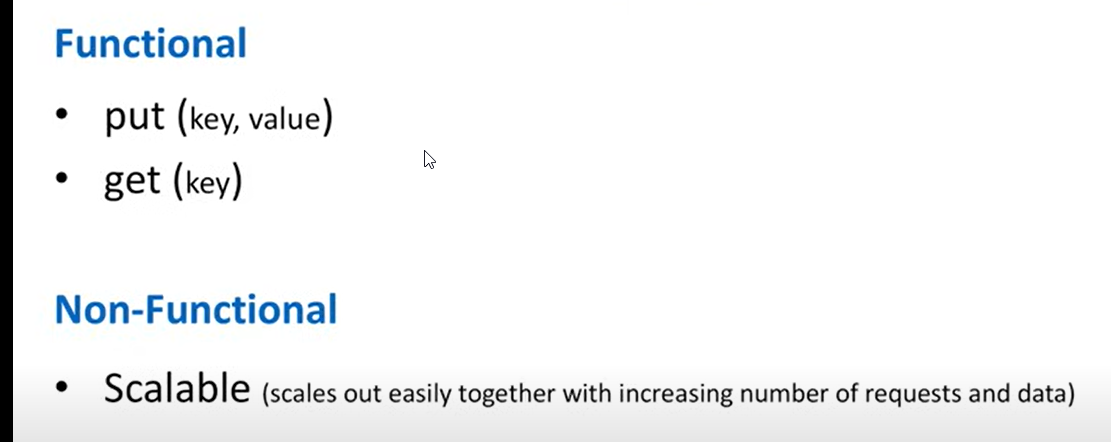 Functional
• put (key, value)
• get (key)
Non-Functional
• Scalable (scales out easily together with increasing number of requests and data)